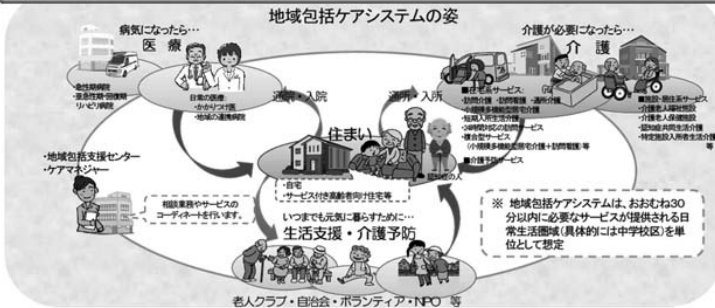 地域包括ケアシステムの姿
病気になったら…
医 療
介護が必要になったら…
介 護
・急性期病院
・亜急性期・回復期
リハビリ病院
日常の医療
・かかりつけ医
・地域の連携病院
通院・入院
通所・入所
■在宅系サービス:
・訪問介護 ・訪問看護 ・通所介護
・小規模多機能型居宅介護
・短期入所生活介護
・24時間対応の訪問サービス
・複合型サービス
(小規模多機能型居宅介護+訪問看護)等
■介護予防サービス
■施設・居住系サービス
・介護老人福祉施設
・介護老人保健施設
・認知症共同生活介護
・特定施設入所者生活介護
等
住まい
認知症の人
・地域包括支援センター
・ケアマネジャー
・自宅
・サービス付き高齢者向け住宅等
相談業務やサービスの
コーディネートを行います。
いつまでも元気に暮らすために…
生活支援・介護予防
※ 地域包括ケアシステムは、おおむね30
分以内に必要なサービスが提供される日
常生活圏域(具体的には中学校区)を単
位として想定
老人クラブ・自治会・ボランティア・NPO 等